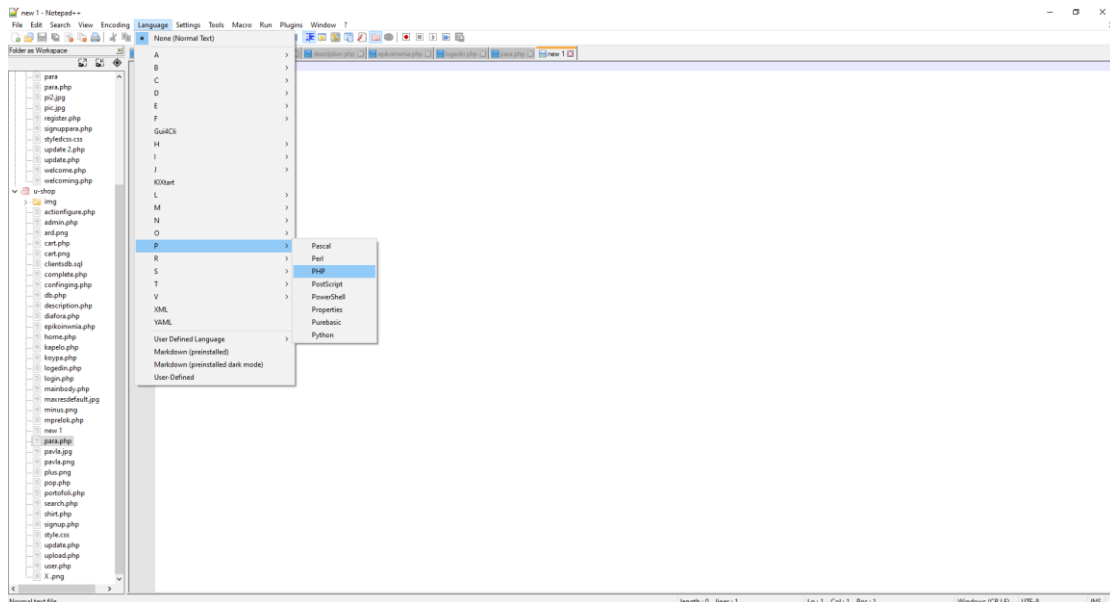 new 1 - Notepad++
File Edit Search View Encoding Language Settings Tools Macro Run Plugins Window ?
description.php epikoinwnia.php logedin.php para.php new 1
Folder as Workspace
para
para.php
pi2.jpg
pic.jpg
register.php
signuppara.php
styledcss.css
update 2.php
update.php
welcome.php
welcoming.php
u-shop
img
actionfigure.php
admin.php
ard.png
cart.php
cart.png
clientsdb.sql
complete.php
confinging.php
db.php
description.php
diafora.php
epikoinwnia.php
home.php
kapelo.php
koypa.php
logedin.php
login.php
mainbody.php
maxresdefault.jpg
minus.png
mprelok.php
new 1
para.php
pavla.jpg
pavla.png
plus.png
pop.php
portofoli.php
search.php
shirt.php
signup.php
style.css
update.php
upload.php
user.php
X .png
None (Normal Text)
A
B
C
D
E
F
Gui4Cli
H
I
J
KIXtart
L
M
N
O
P
R
S
T
V
XML
YAML
User Defined Language
Markdown (preinstalled)
Markdown (preinstalled dark mode)
User-Defined
Pascal
Perl
PHP
PostScript
PowerShell
Properties
Purebasic
Python
Normal text file length : 0 lines : 1 Ln : 1 Col : 1 Pos : 1 Windows (CR LF) UTF-8 INS